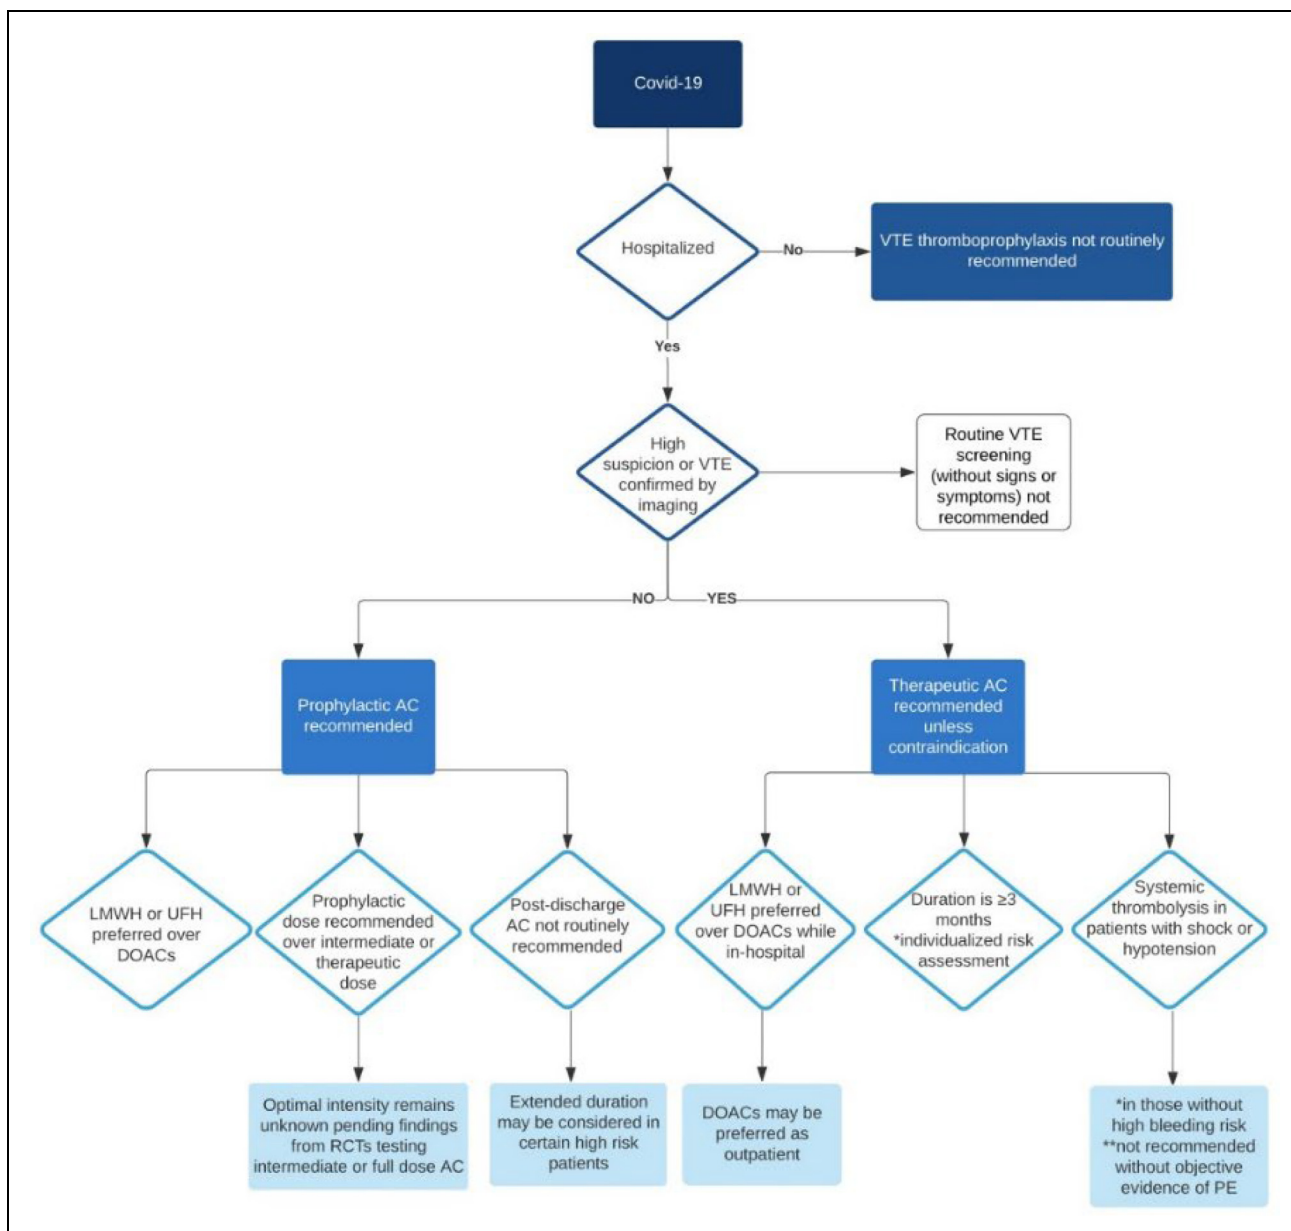 Covid-19
Hospitalized
No
VTE thromboprophylaxis not routinely
recommended
Yes
High
suspicion or VTE
confirmed by
imaging
Routine VTE
screening
(without signs or
symptoms) not
recommended
NO
YES
Prophylactic AC
recommended
Therapeutic AC
recommended
unless
contraindication
LMWH or UFH
preferred over
DOACs
Prophylactic
dose recommended
over intermediate or
therapeutic
dose
Post-discharge
AC not routinely
recommended
LMWH or
UFH preferred
over DOACs while
in-hospital
Duration is ≥3
months
*individualized risk
assessment
Systemic
thrombolysis in
patients with shock or
hypotension
Optimal intensity remains
unknown pending findings
from RCTs testing
intermediate or full dose AC
Extended duration
may be considered in
certain high risk
patients
DOACs may be
preferred as
outpatient
*in those without
high bleeding risk
**not recommended
without objective
evidence of PE